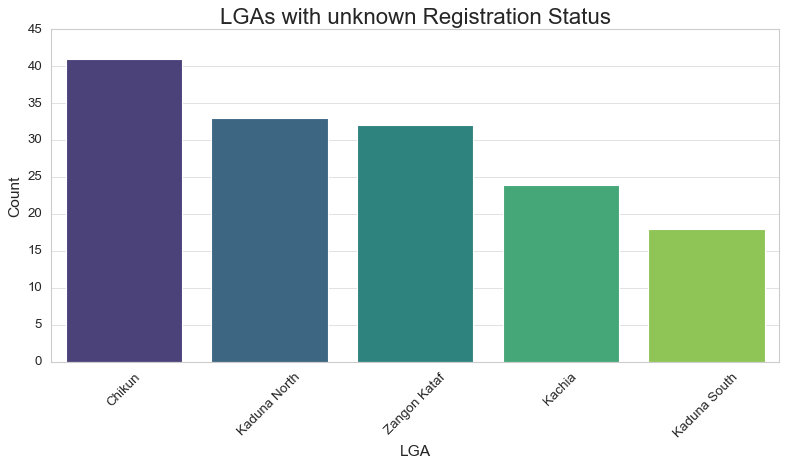 LGAs with unknown Registration Status
Count
45
40
35
30
25
20
15
10
5
0
Chikun
Kaduna North
Zangon Kataf
Kachia
Kaduna South
LGA